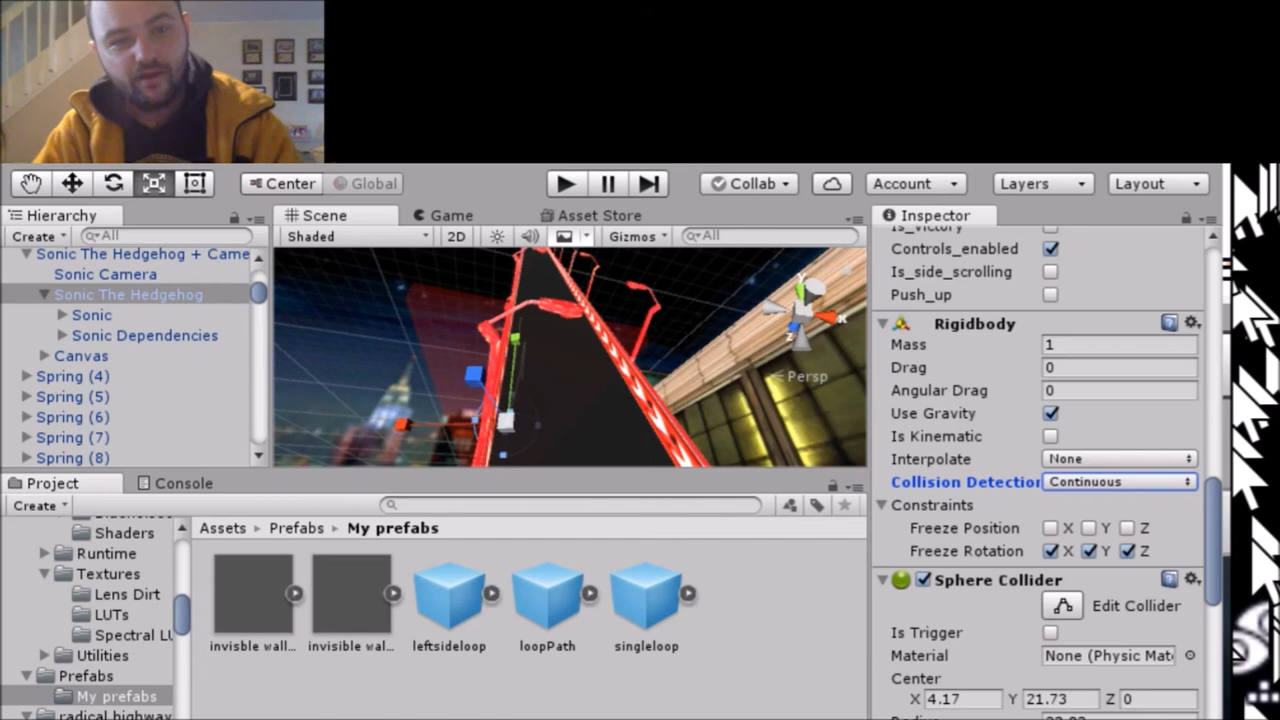 Center
Global
Collab
Account
Layers
Layout
Hierarchy
Create
All
Sonic The Hedgehog + Came
Sonic Camera
Sonic The Hedgehog
Sonic
Sonic Dependencies
Canvas
Spring (4)
Spring (5)
Spring (6)
Spring (7)
Spring (8)
Scene
Game
Asset Store
Shaded
2D
Gizmos
All
Y
X
Z
Persp
Inspector
Controls_enabled
Is_side_scrolling
Push_up
Rigidbody
Mass 1
Drag 0
Angular Drag 0
Use Gravity
Is Kinematic
Interpolate None
Collision Detection Continuous
Constraints
Freeze Position X Y Z
Freeze Rotation X Y Z
Sphere Collider
Edit Collider
Is Trigger
Material None (Physic Mate
Center
X 4.17 Y 21.73 Z 0
Project
Console
Create
Shaders
Runtime
Textures
Lens Dirt
LUTs
Spectral LU
Utilities
Prefabs
My prefabs
radical highway
Assets Prefabs My prefabs
invisble wall...
invisible wal...
leftsideloop
loopPath
singleloop